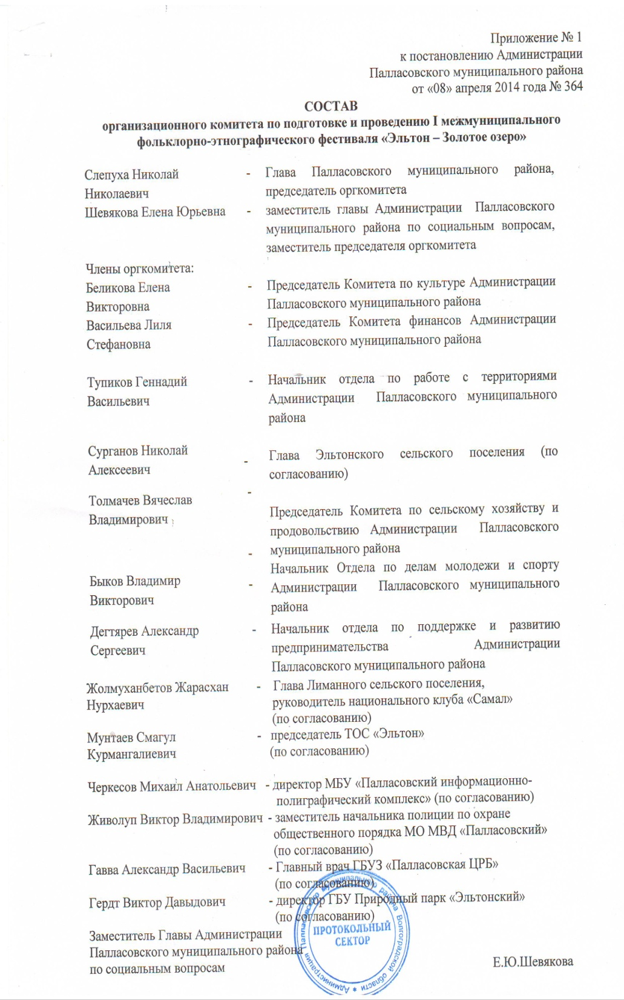 Приложение № 1
к постановлению Администрации
Палласовского муниципального района
от «08» апреля 2014 года № 364
СОСТАВ
организационного комитета по подготовке и проведению I межмуниципального
фольклорно-этнографического фестиваля «Эльтон – Золотое озеро»
Слепуха Николай - Глава Палласовского муниципального района,
Николаевич председатель оргкомитета
Шевякова Елена Юрьевна - заместитель главы Администрации Палласовского
муниципального района по социальным вопросам,
заместитель председателя оргкомитета
Члены оргкомитета:
Беликова Елена - Председатель Комитета по культуре Администрации
Викторовна Палласовского муниципального района
Васильева Лиля - Председатель Комитета финансов Администрации
Стефановна Палласовского муниципального района
Тупиков Геннадий - Начальник отдела по работе с территориями
Васильевич Администрации Палласовского муниципального
района
Сурганов Николай - Глава Эльтонского сельского поселения (по
Алексеевич согласованию)
Толмачев Вячеслав -
Владимирович Председатель Комитета по сельскому хозяйству и
продовольствию Администрации Палласовского
- муниципального района
Начальник Отдела по делам молодежи и спорту
Быков Владимир - Администрации Палласовского муниципального
Викторович района
Дегтярев Александр - Начальник отдела по поддержке и развитию
Сергеевич предпринимательства Администрации
Палласовского муниципального района
Жолмуханбетов Жарасхан - Глава Лиманного сельского поселения,
Нурхаевич руководитель национального клуба «Самал»
(по согласованию)
Мунтаев Смагул - председатель ТОС «Эльтон»
Курмангалиевич (по согласованию)
Черкесов Михаил Анатольевич - директор МБУ «Палласовский информационно-
полиграфический комплекс» (по согласованию)
Живолуп Виктор Владимирович - заместитель начальника полиции по охране
общественного порядка МО МВД «Палласовский»
(по согласованию)
Гавва Александр Васильевич - Главный врач ГБУЗ «Палласовская ЦРБ»
(по согласованию)
Гердт Виктор Давыдович - директор ГБУ Природный парк «Эльтонский»
(по согласованию)
Заместитель Главы Администрации
Палласовского муниципального района
по социальным вопросам Е.Ю.Шевякова
Администрация Палласовского муниципального района Волгоградской области *
ПРОТОКОЛЬНЫЙ
СЕКТОР